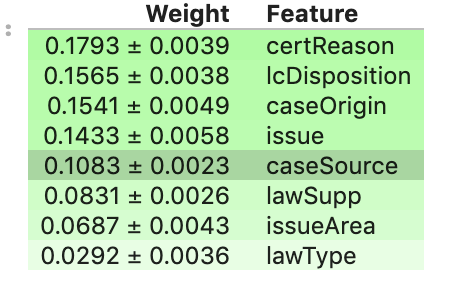 Weight Feature
0.1793 ± 0.0039 certReason
0.1565 ± 0.0038 lcDisposition
0.1541 ± 0.0049 caseOrigin
0.1433 ± 0.0058 issue
0.1083 ± 0.0023 caseSource
0.0831 ± 0.0026 lawSupp
0.0687 ± 0.0043 issueArea
0.0292 ± 0.0036 lawType